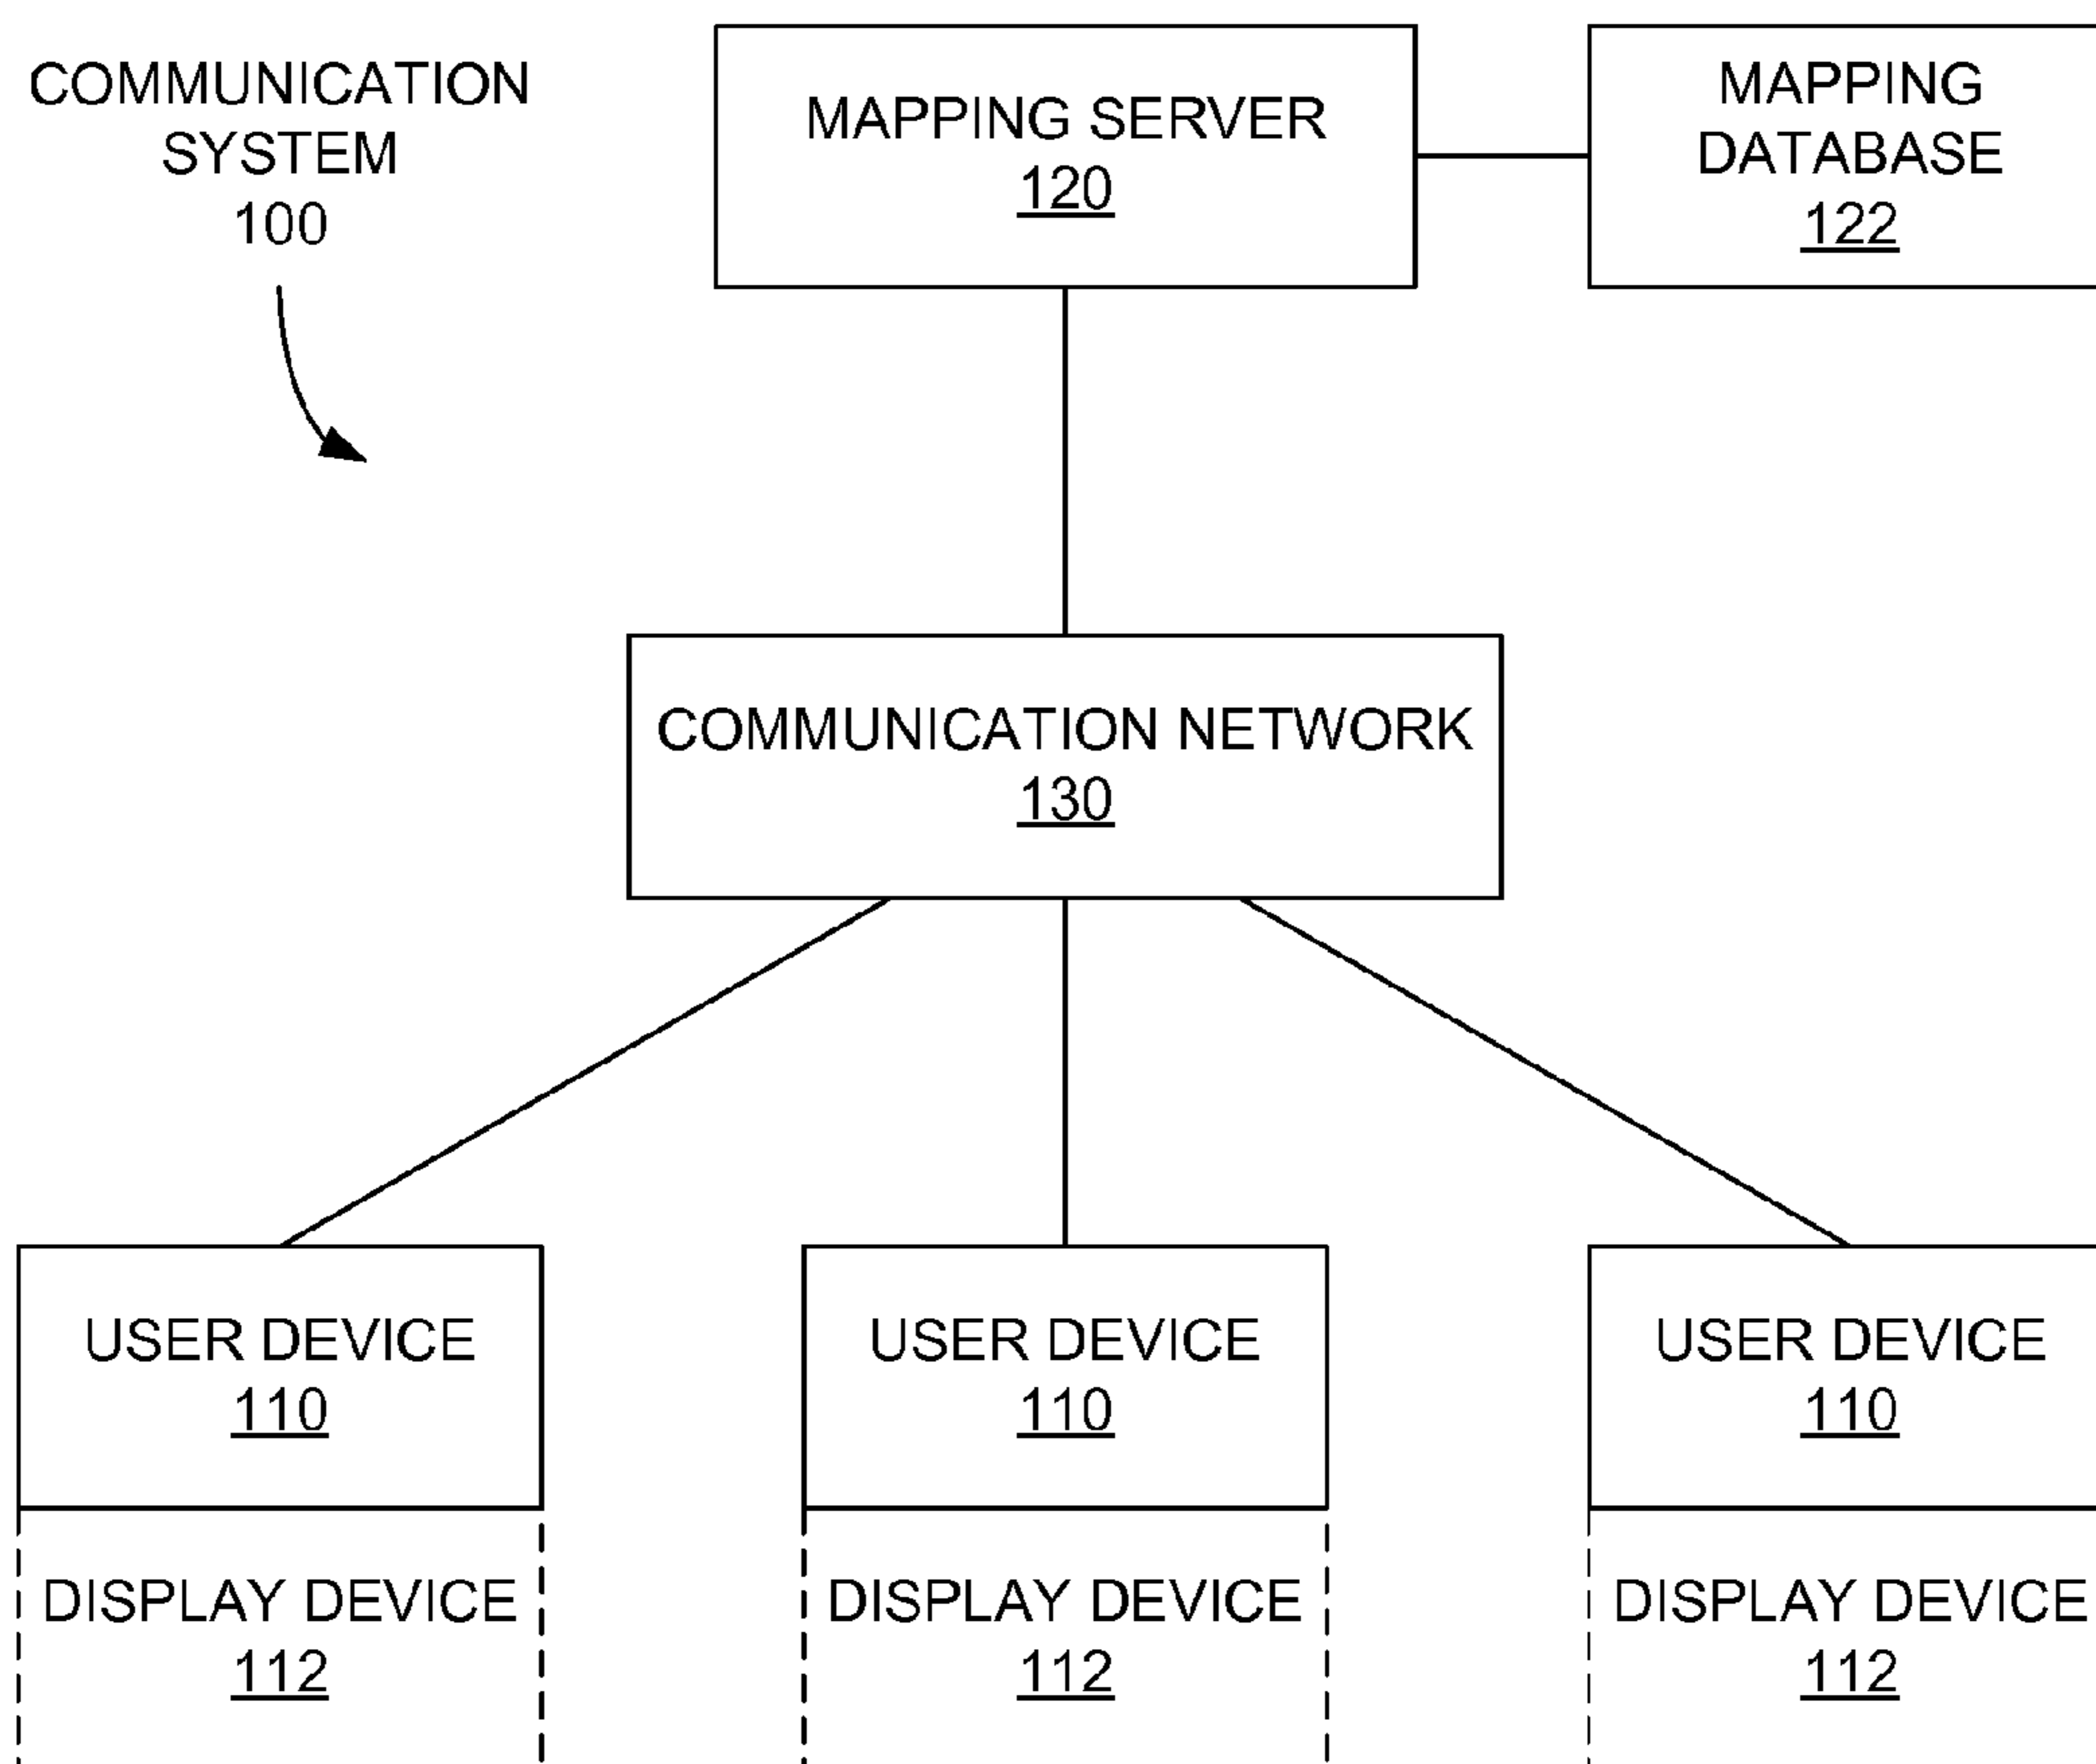 COMMUNICATION
SYSTEM
100
MAPPING SERVER
120
MAPPING
DATABASE
122
COMMUNICATION NETWORK
130
USER DEVICE
110
DISPLAY DEVICE
112
USER DEVICE
110
DISPLAY DEVICE
112
USER DEVICE
110
DISPLAY DEVICE
112